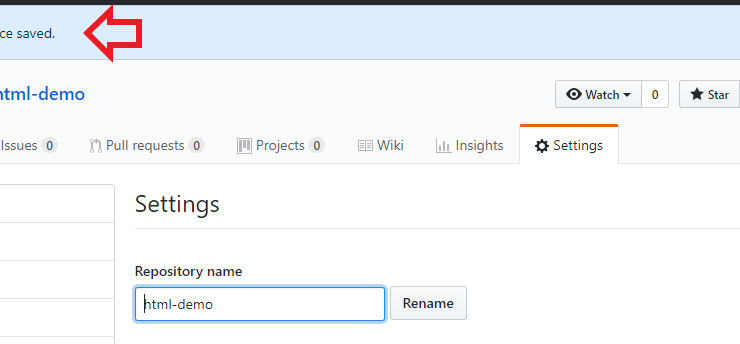 ce saved.
html-demo
Watch 0 Star
Issues 0 Pull requests 0 Projects 0 Wiki Insights Settings
Settings
Repository name
html-demo Rename